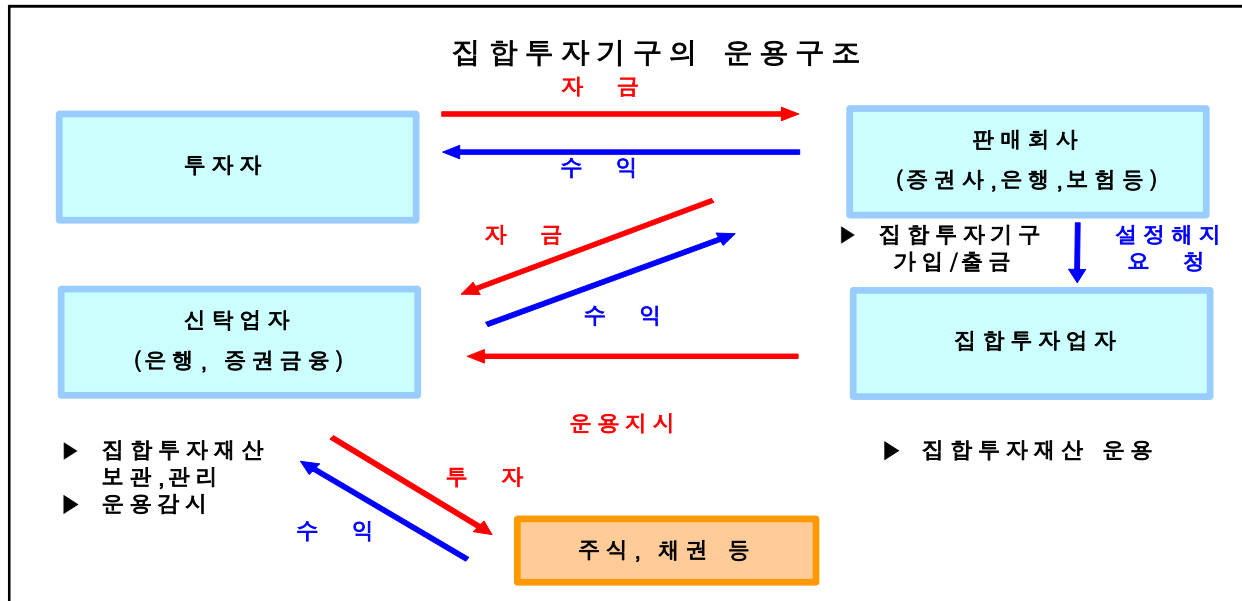 집합투자기구의 운용구조
자 금
투자자
수 익
판매회사
(증권사,은행,보험등)
자 금
▶ 집합투자기구
가입/출금
설정해지
요 청
신탁업자
(은행, 증권금융)
수 익
집합투자업자
운용지시
▶ 집합투자재산
보관,관리
▶ 운용감시
▶ 집합투자재산 운용
투 자
수 익
주식, 채권 등